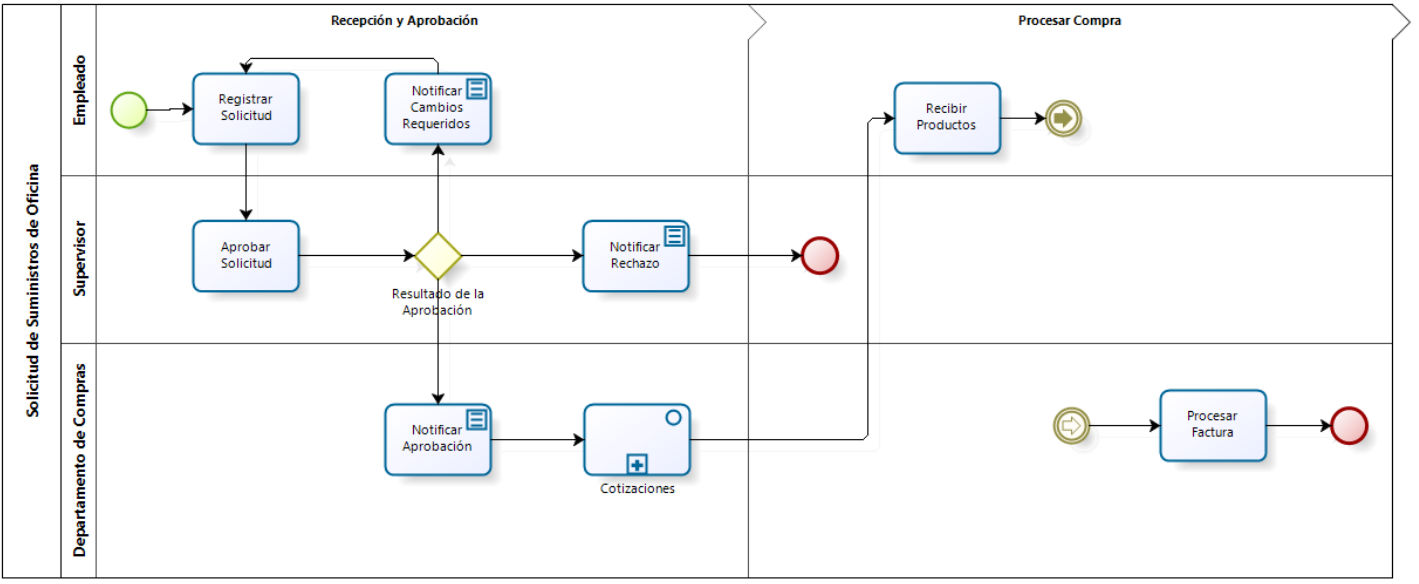 Recepción y Aprobación
Procesar Compra
Solicitud de Suministros de Oficina
Empleado
Registrar
Solicitud
Notificar
Cambios
Requeridos
Recibir
Productos
Supervisor
Aprobar
Solicitud
Resultado de la
Aprobación
Notificar
Rechazo
Departamento de Compras
Notificar
Aprobación
Cotizaciones
Procesar
Factura